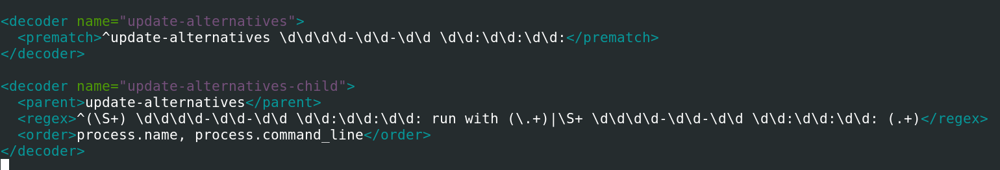 <decoder name="update-alternatives">
  <prematch>^update-alternatives \d\d\d\d-\d\d-\d\d \d\d:\d\d:\d\d:</prematch>
</decoder>

<decoder name="update-alternatives-child">
  <parent>update-alternatives</parent>
  <regex>^(\S+) \d\d\d\d-\d\d-\d\d \d\d:\d\d:\d\d: run with (\.+)|\S+ \d\d\d\d-\d\d-\d\d \d\d:\d\d:\d\d: (.+)</regex>
  <order>process.name, process.command_line</order>
</decoder>